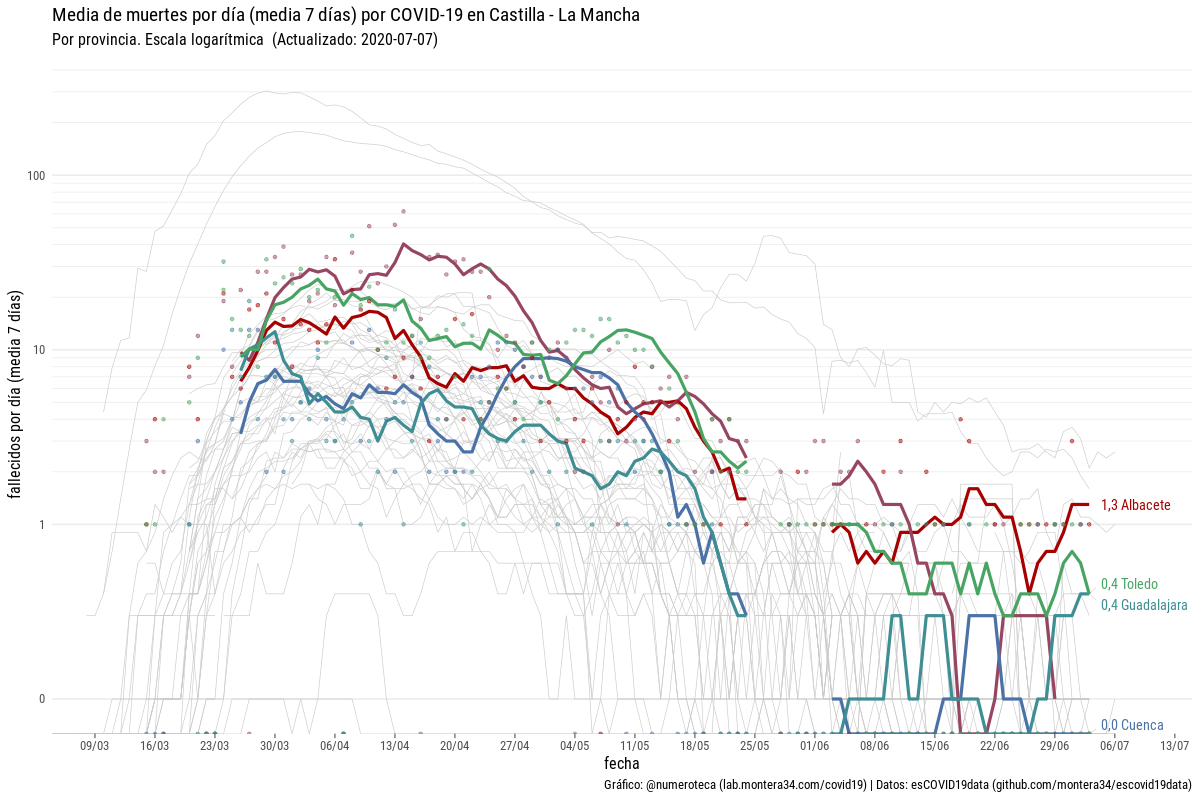 Media de muertes por día (media 7 días) por COVID-19 en Castilla - La Mancha
Por provincia. Escala logarítmica  (Actualizado: 2020-07-07)
fallecidos por día (media 7 días)
100
10
1
0
1,3 Albacete
0,4 Toledo
0,4 Guadalajara
0,0 Cuenca
09/03 16/03 23/03 30/03 06/04 13/04 20/04 27/04 04/05 11/05 18/05 25/05 01/06 08/06 15/06 22/06 29/06 06/07 13/07
fecha
Gráfico: @numeroteca (lab.montera34.com/covid19) | Datos: esCOVID19data (github.com/montera34/escovid19data)